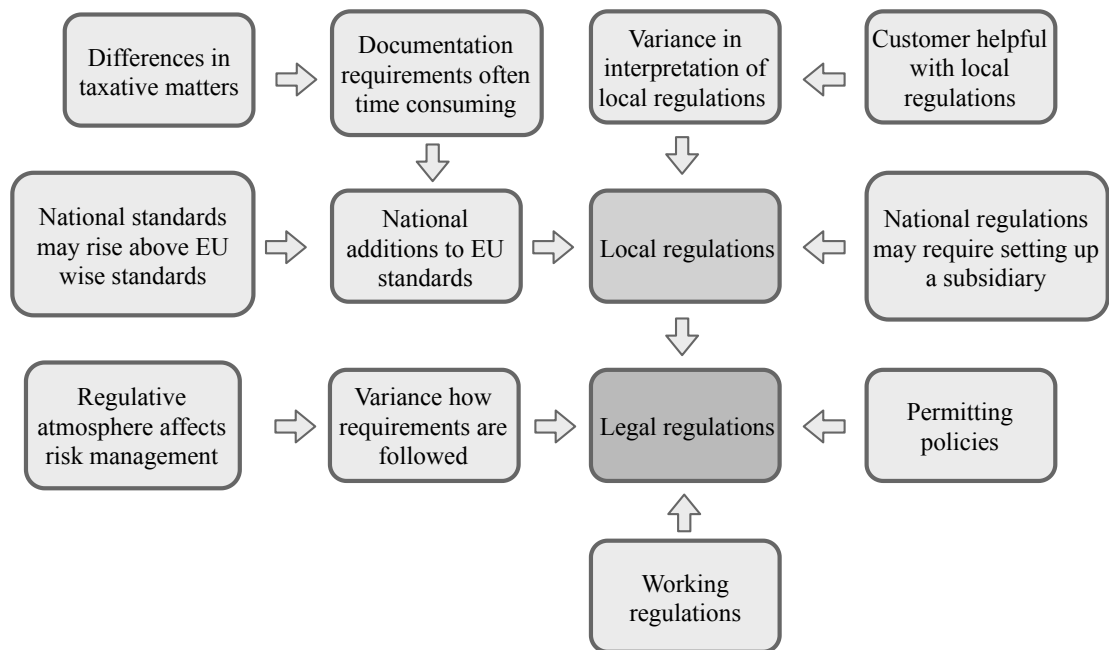 Differences in
taxative matters
Documentation
requirements often
time consuming
Variance in
interpretation of
local regulations
Customer helpful
with local
regulations
National standards
may rise above EU
wise standards
National
additions to EU
standards
Local regulations
National regulations
may require setting up
a subsidiary
Regulative
atmosphere affects
risk management
Variance how
requirements are
followed
Legal regulations
Permitting
policies
Working
regulations